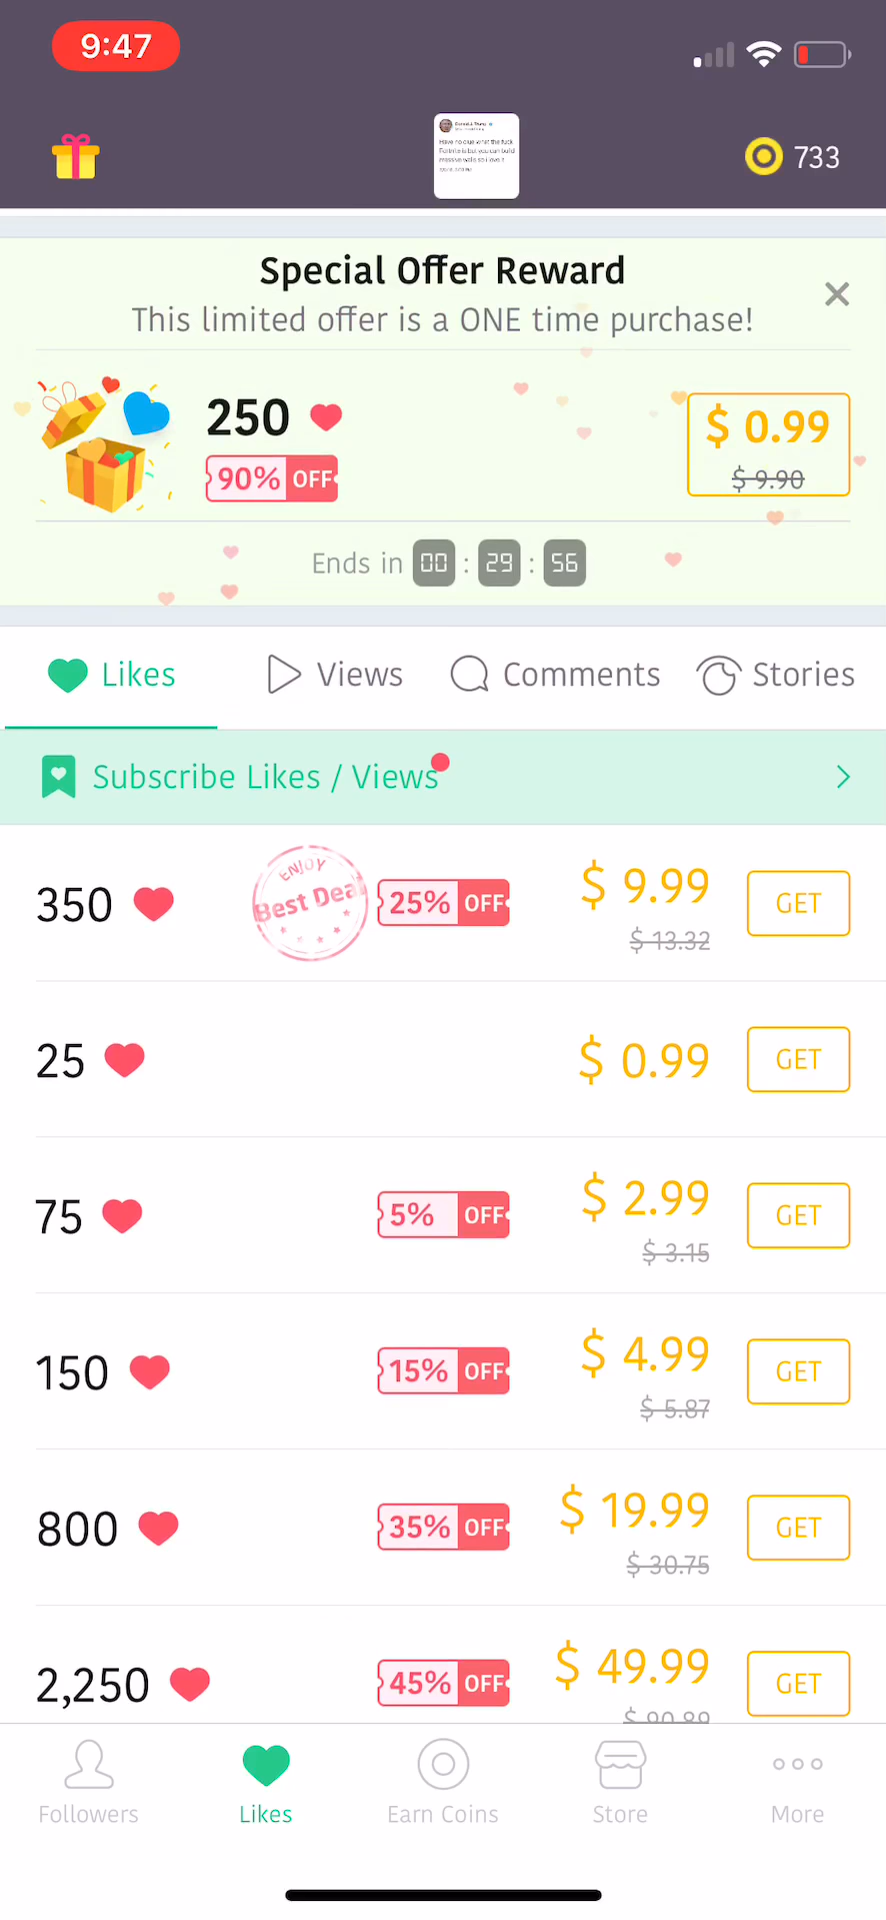 9:47
733
Special Offer Reward
This limited offer is a ONE time purchase!
250
90% OFF
$ 0.99
$ 9.90
Ends in 00 : 29 : 56
Likes Views Comments Stories
Subscribe Likes / Views
350 ENJOY Best Deal 25% OFF $ 9.99 GET
$ 13.32
25 $ 0.99 GET
75 5% OFF $ 2.99 GET
$ 3.15
150 15% OFF $ 4.99 GET
$ 5.87
800 35% OFF $ 19.99 GET
$ 30.75
2,250 45% OFF $ 49.99 GET
$ 90.89
Followers Likes Earn Coins Store More